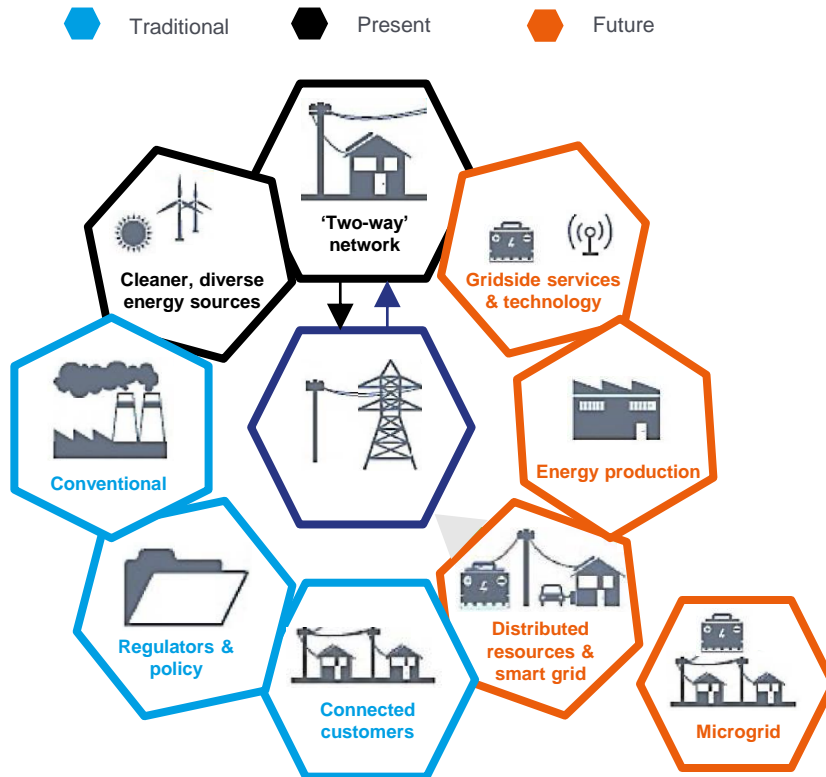 Traditional
Present
Future
‘Two-way’
network
Cleaner, diverse
energy sources
Gridside services
& technology
Conventional
Energy production
Regulators &
policy
Connected
customers
Distributed
resources &
smart grid
Microgrid